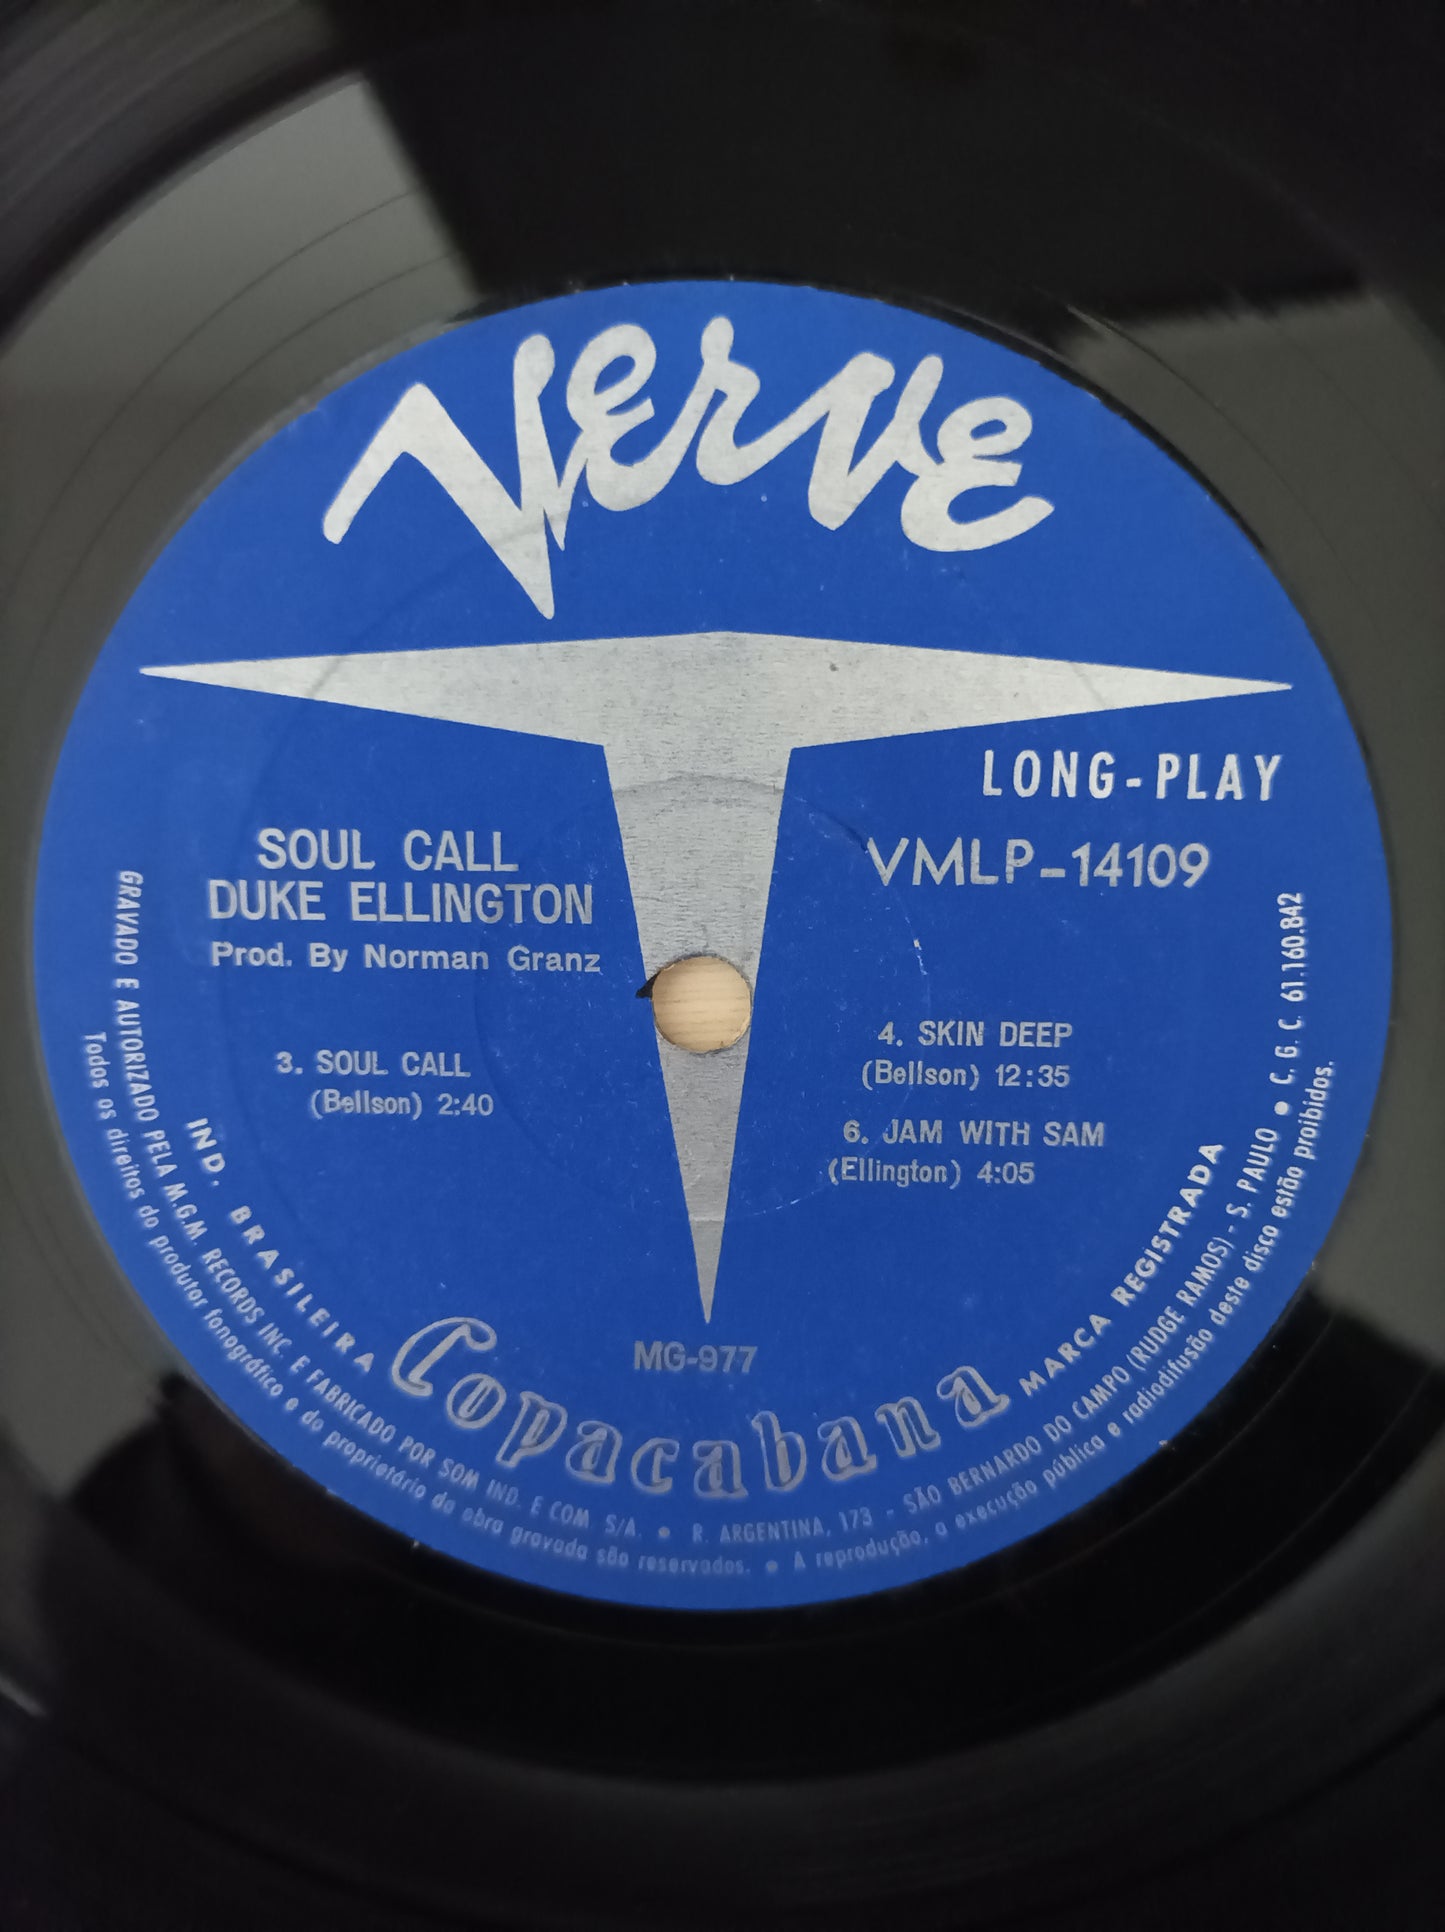 Verve
LONG-PLAY
VMLP-14109
SOUL CALL
DUKE ELLINGTON
Prod. By Norman Granz
3. SOUL CALL
(Bellson) 2:40
4. SKIN DEEP
(Bellson) 12:35
6. JAM WITH SAM
(Ellington) 4:05
MG-977
IND. BRASILEIRA Copacabana MARCA REGISTRADA
GRAVADO E AUTORIZADO PELA M.G.M. RECORDS INC. E FABRICADO POR SOM IND. E COM S/A. • R. ARGENTINA, 173 - SÃO BERNARDO DO CAMPO (RUDGE RAMOS) - S. PAULO • C. G. C. 61.160.842
Todos os direitos do produtor fonográfico e do proprietário da obra gravada são reservados. • A reprodução, a execução pública e radiodifusão deste disco estão proibidos.